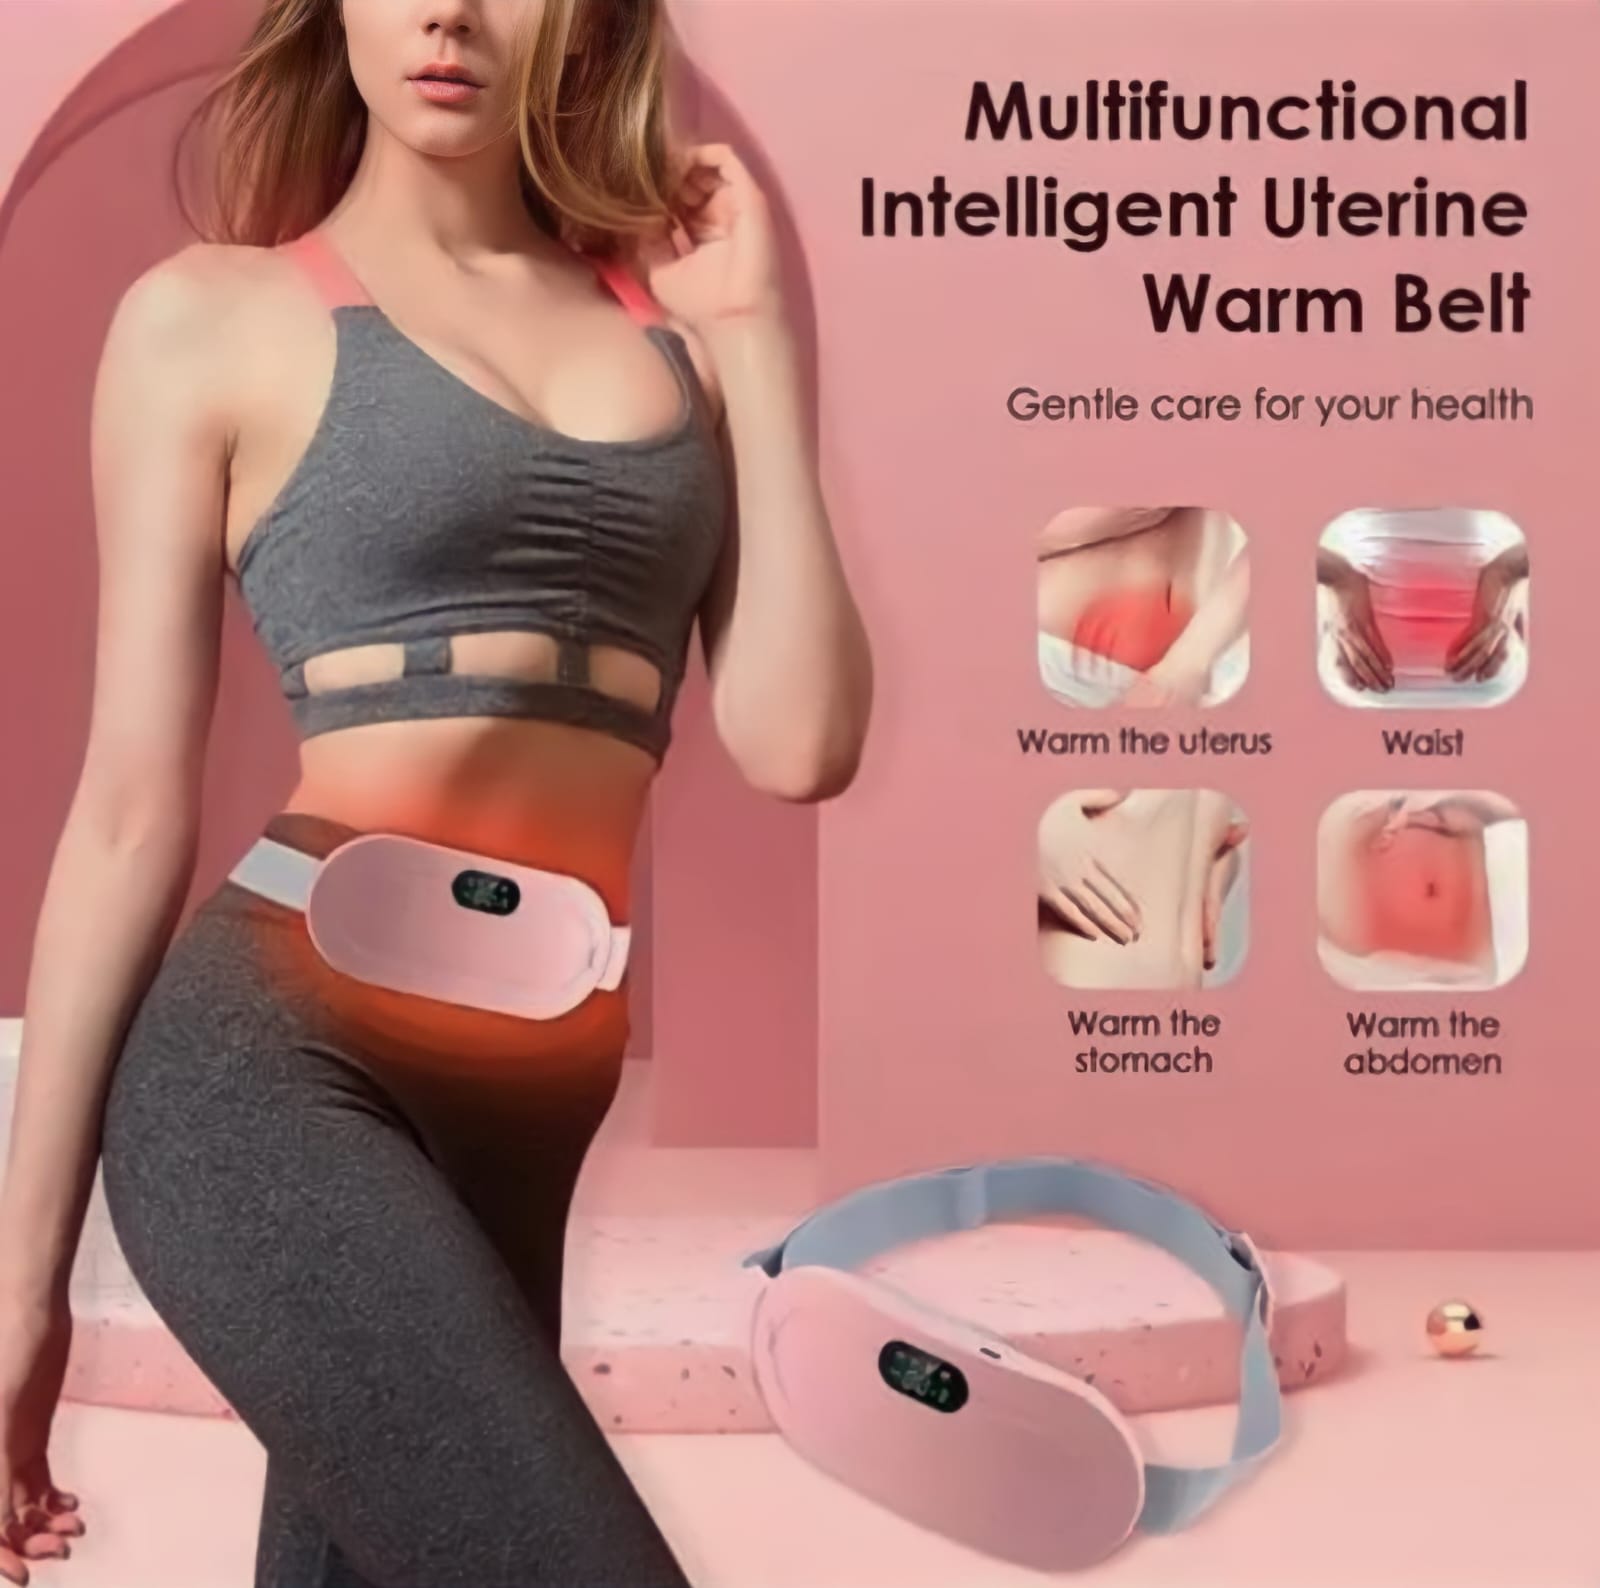 Multifunctional
Intelligent Uterine
Warm Belt
Gentle care for your health
Warm the uterus
Waist
Warm the
stomach
Warm the
abdomen